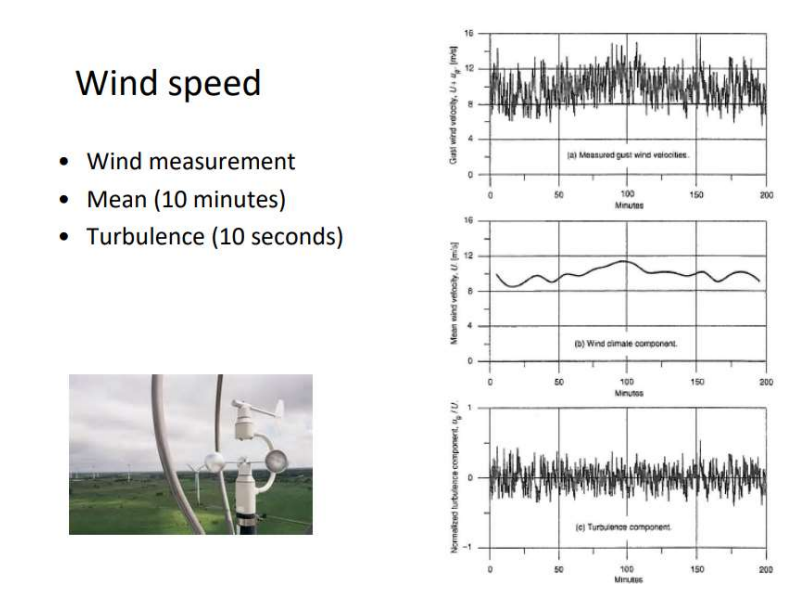 Wind speed
• Wind measurement
• Mean (10 minutes)
• Turbulence (10 seconds)
Gust wind velocity, U + u_g, [m/s]
16
12
8
4
0
(a) Measured gust wind velocities.
0 50 100 150 200
Minutes
Mean wind velocity, U, [m/s]
16
12
8
4
0
(b) Wind climate component.
0 50 100 150 200
Minutes
Normalized turbulence component, u_g / U.
1
0
−1
(c) Turbulence component.
0 50 100 150 200
Minutes